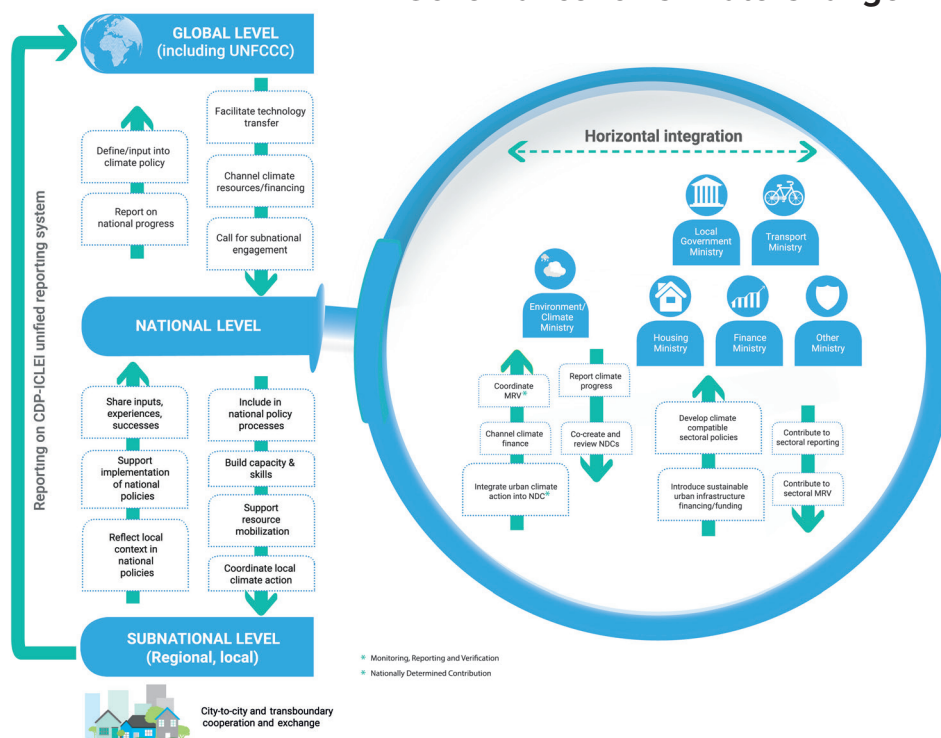 GLOBAL LEVEL
(including UNFCCC)
Facilitate technology
transfer
Define/input into
climate policy
Channel climate
resources/financing
Report on
national progress
Call for subnational
engagement
Reporting on CDP-ICLEI unified reporting system
NATIONAL LEVEL
Share inputs,
experiences,
successes
Include in
national policy
processes
Support
implementation
of national
policies
Build capacity &
skills
Support
resource
mobilization
Reflect local
context in
national
policies
Coordinate local
climate action
SUBNATIONAL LEVEL
(Regional, local)
City-to-city and transboundary
cooperation and exchange
Horizontal integration
Local
Government
Ministry
Transport
Ministry
Environment/
Climate
Ministry
Housing
Ministry
Finance
Ministry
Other
Ministry
Coordinate
MRV*
Report climate
progress
Channel climate
finance
Co-create and
review NDCs
Integrate urban climate
action into NDC*
Develop climate
compatible
sectoral policies
Contribute to
sectoral reporting
Introduce sustainable
urban infrastructure
financing/funding
Contribute to
sectoral MRV
* Monitoring, Reporting and Verification
* Nationally Determined Contribution